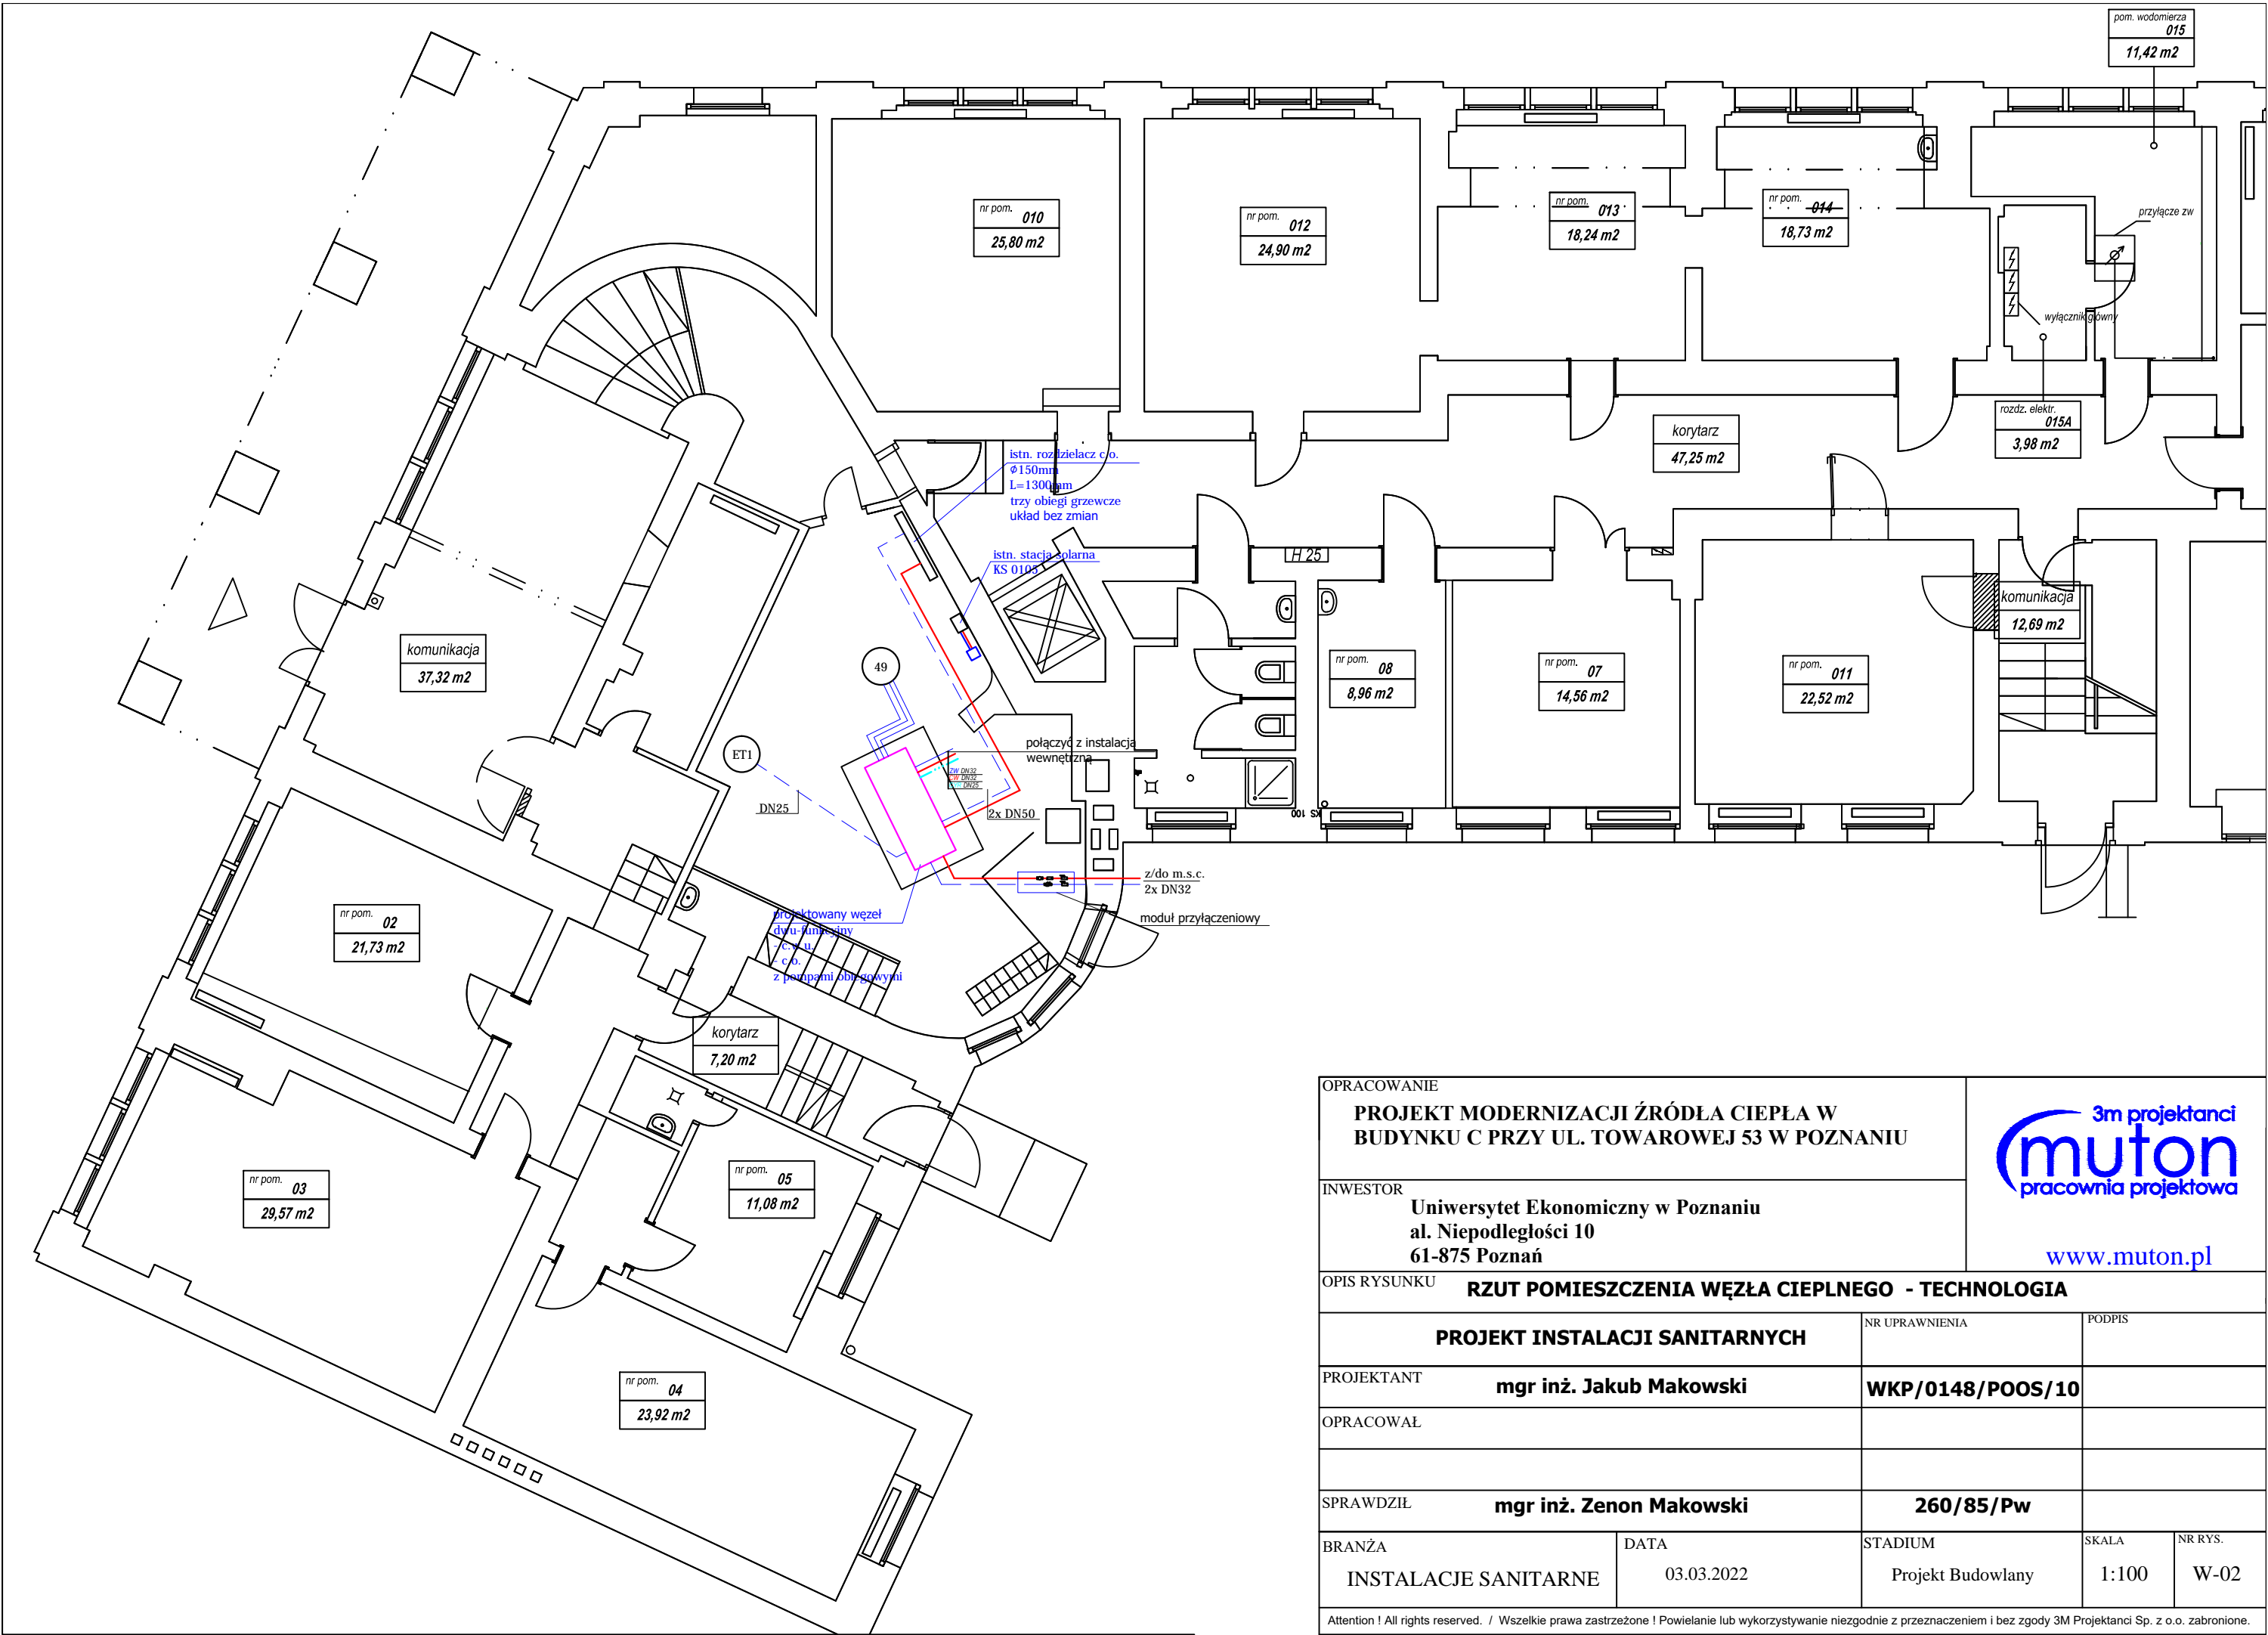 pom. wodomierza
015
11,42 m2
nr pom. 010
25,80 m2
nr pom. 012
24,90 m2
nr pom. 013
18,24 m2
nr pom. 014
18,73 m2
przyłącze zw
wyłącznik główny
rozdz. elektr.
015A
3,98 m2
korytarz
47,25 m2
istn. rozdzielacz c.o.
Φ150mm
L=1300mm
trzy obiegi grzewcze
układ bez zmian
istn. stacja solarna
KS 0105
H 25
komunikacja
12,69 m2
komunikacja
37,32 m2
nr pom. 08
8,96 m2
nr pom. 07
14,56 m2
nr pom. 011
22,52 m2
49
ET1
połączyć z instalacją
wewnętrzną
ZW DN32
CW DN32
DN25
DN25
2x DN50
KS 100
z/do m.s.c.
2x DN32
moduł przyłączeniowy
projektowany węzeł
dwu-funkcyjny
- c.w.u.
- c.o.
z pompami obiegowymi
nr pom. 02
21,73 m2
korytarz
7,20 m2
nr pom. 03
29,57 m2
nr pom. 05
11,08 m2
nr pom. 04
23,92 m2
OPRACOWANIE
PROJEKT MODERNIZACJI ŹRÓDŁA CIEPŁA W
BUDYNKU C PRZY UL. TOWAROWEJ 53 W POZNANIU
3m projektanci
muton
pracownia projektowa
www.muton.pl
INWESTOR
Uniwersytet Ekonomiczny w Poznaniu
al. Niepodległości 10
61-875 Poznań
OPIS RYSUNKU RZUT POMIESZCZENIA WĘZŁA CIEPLNEGO - TECHNOLOGIA
PROJEKT INSTALACJI SANITARNYCH
NR UPRAWNIENIA
PODPIS
PROJEKTANT mgr inż. Jakub Makowski WKP/0148/POOS/10
OPRACOWAŁ
SPRAWDZIŁ mgr inż. Zenon Makowski 260/85/Pw
BRANŻA
INSTALACJE SANITARNE
DATA
03.03.2022
STADIUM
Projekt Budowlany
SKALA
1:100
NR RYS.
W-02
Attention ! All rights reserved. / Wszelkie prawa zastrzeżone ! Powielanie lub wykorzystywanie niezgodnie z przeznaczeniem i bez zgody 3M Projektanci Sp. z o.o. zabronione.